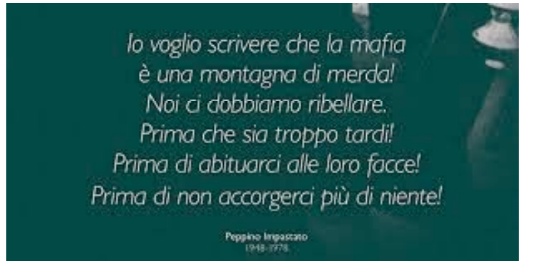 Io voglio scrivere che la mafia
è una montagna di merda!
Noi ci dobbiamo ribellare.
Prima che sia troppo tardi!
Prima di abituarci alle loro facce!
Prima di non accorgerci più di niente!
Peppino Impastato
1948-1978